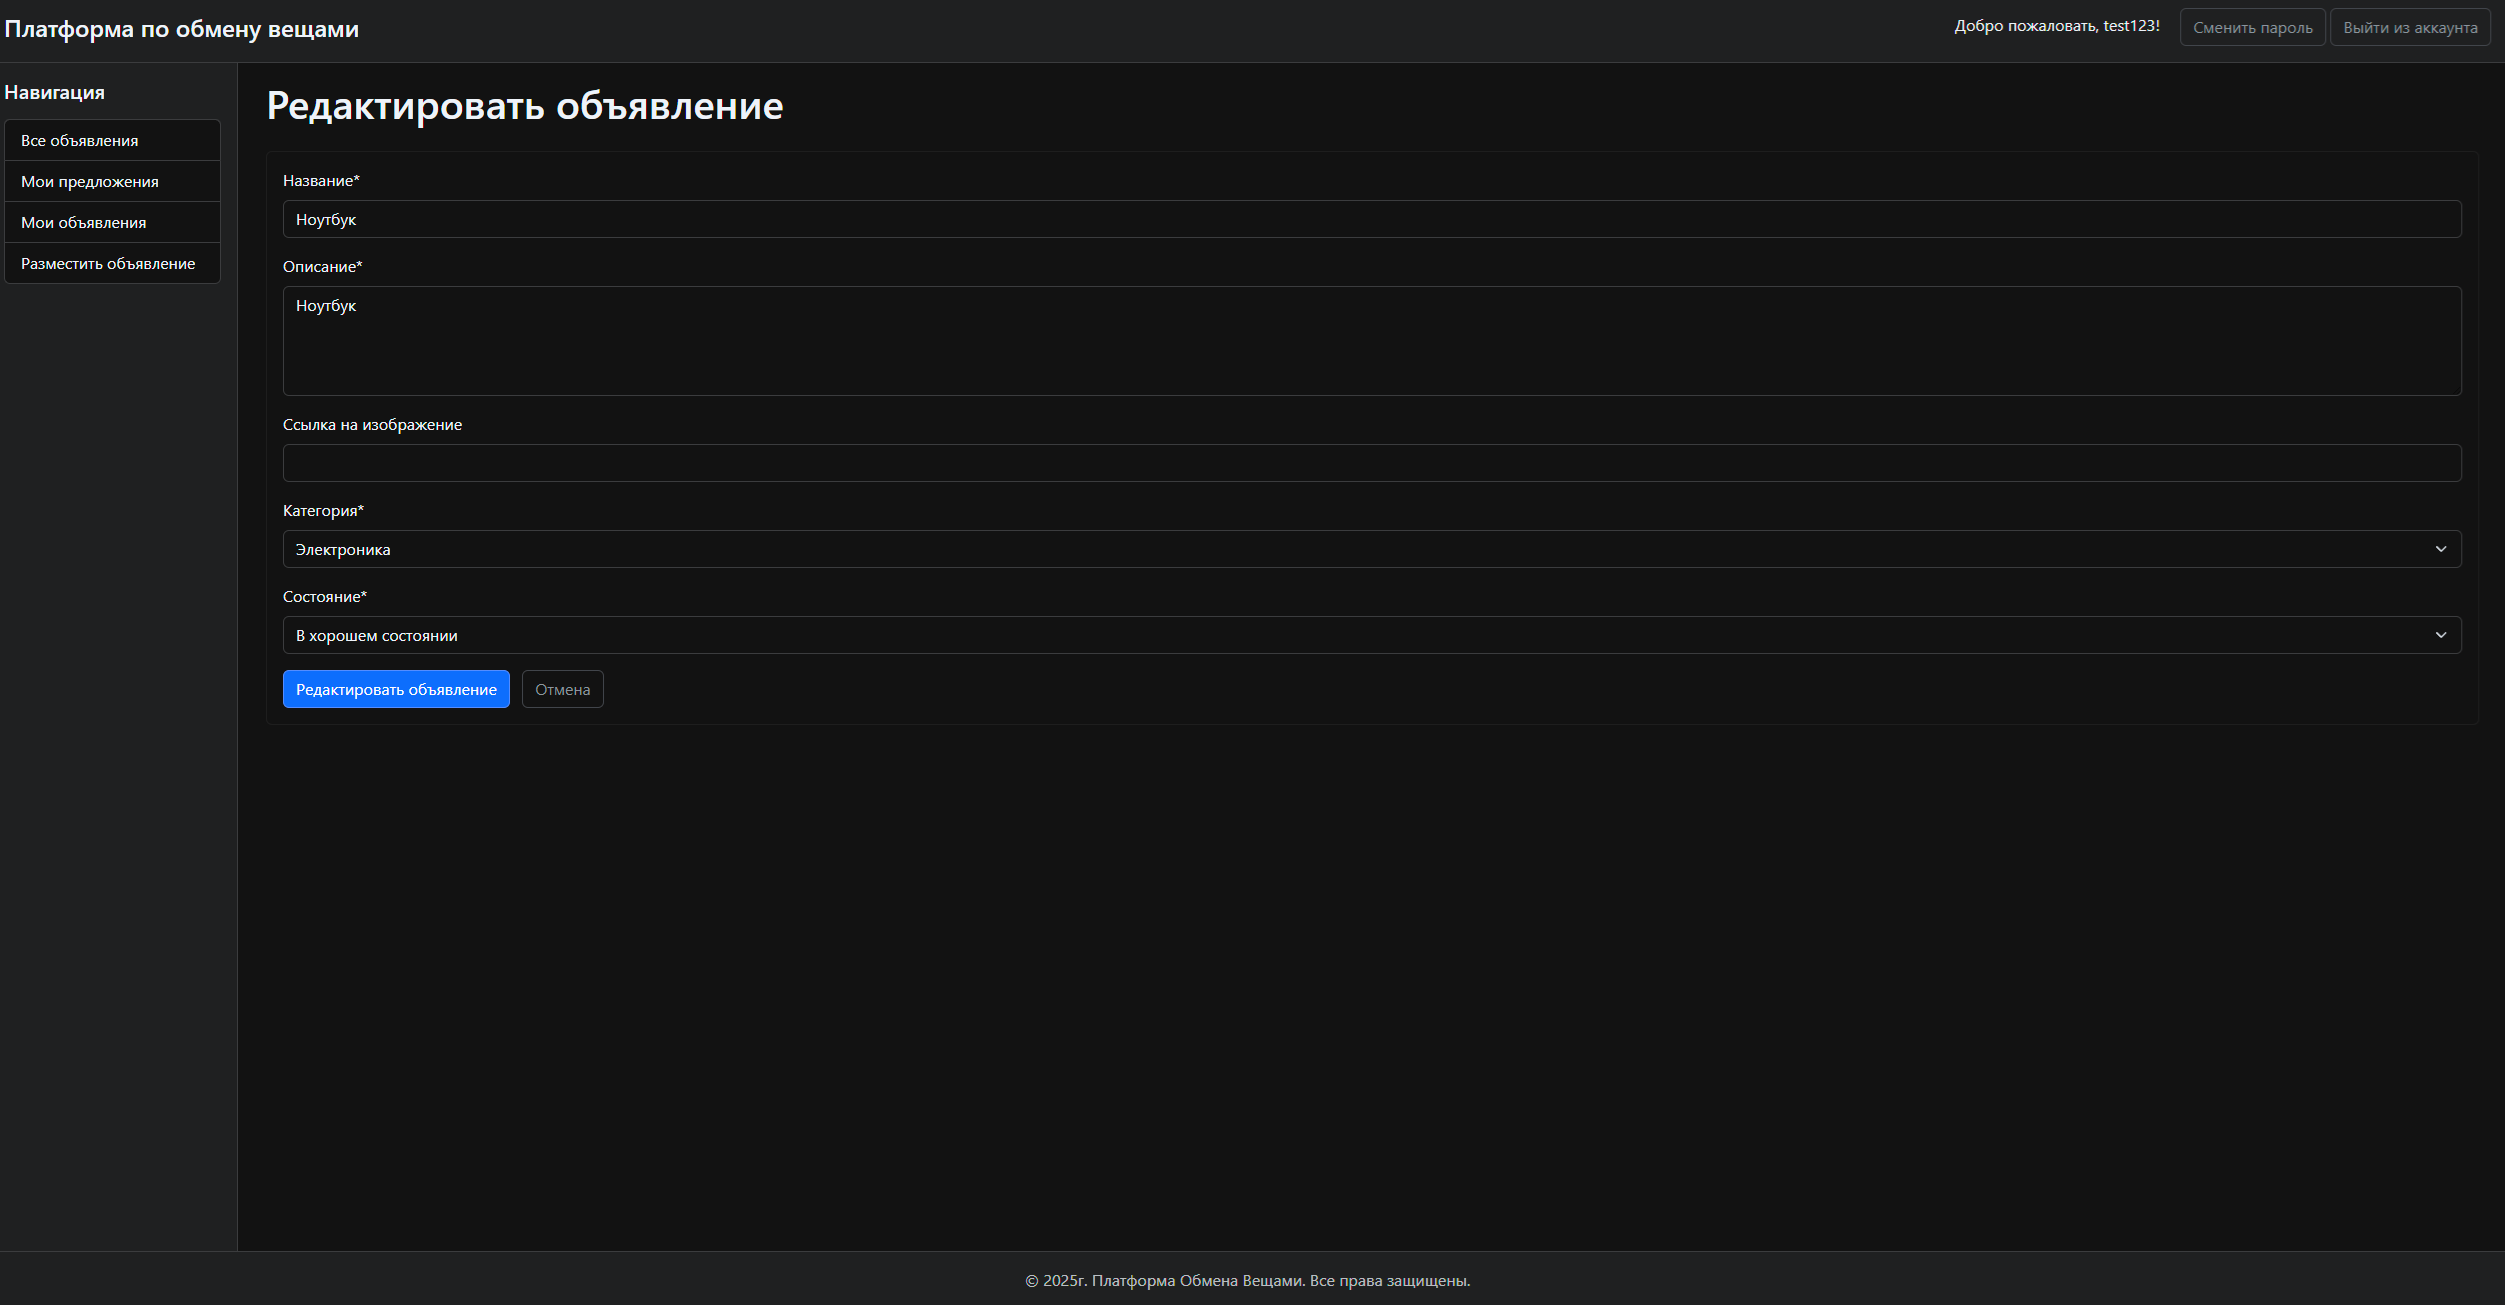 Платформа по обмену вещами
Добро пожаловать, test123!
Сменить пароль
Выйти из аккаунта
Навигация
Все объявления
Мои предложения
Мои объявления
Разместить объявление
Редактировать объявление
Название*
Ноутбук
Описание*
Ноутбук
Ссылка на изображение
Категория*
Электроника
Состояние*
В хорошем состоянии
Редактировать объявление
Отмена
© 2025г. Платформа Обмена Вещами. Все права защищены.